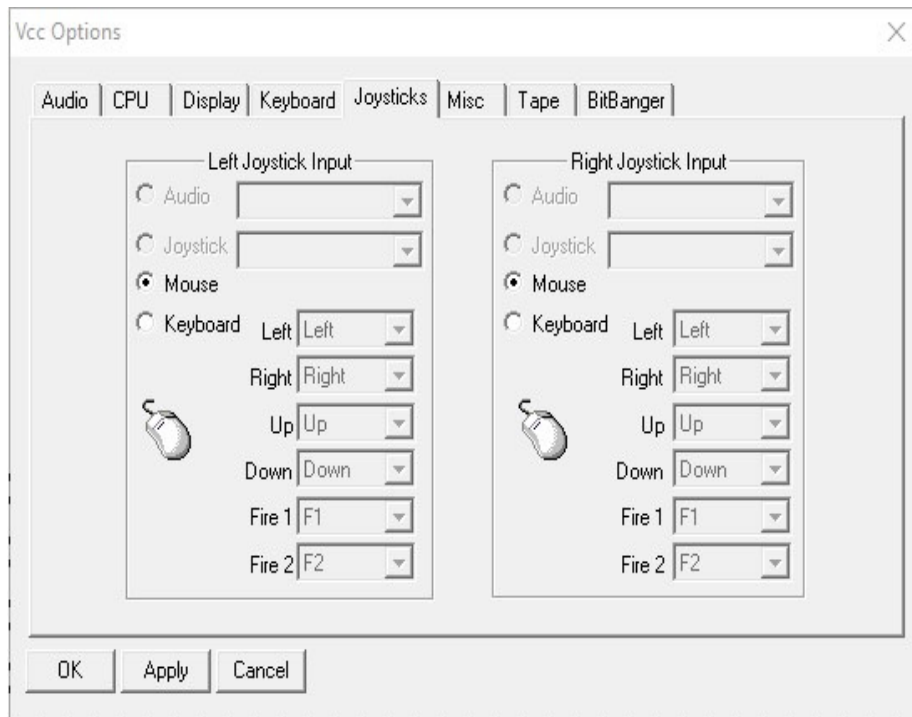 Vcc Options
Audio CPU Display Keyboard Joysticks Misc Tape BitBanger
Left Joystick Input
Audio
Joystick
Mouse
Keyboard
Left Left
Right Right
Up Up
Down Down
Fire 1 F1
Fire 2 F2
Right Joystick Input
Audio
Joystick
Mouse
Keyboard
Left Left
Right Right
Up Up
Down Down
Fire 1 F1
Fire 2 F2
OK Apply Cancel